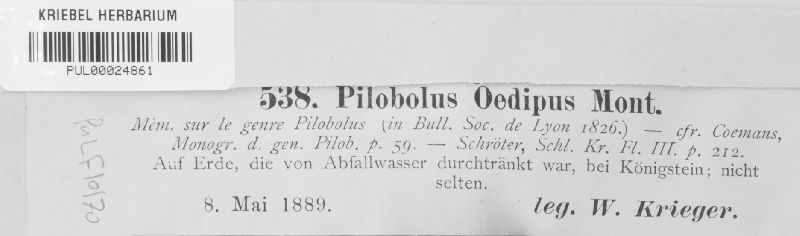 KRIEBEL HERBARIUM
PUL00024861
538. Pilobolus Oedipus Mont.
Mém. sur le genre Pilobolus (in Bull. Soc. de Lyon 1826.) — cfr. Coemans,
Monogr. d. gen. Pilob. p. 59. — Schröter, Schl. Kr. Fl. III. p. 212.
Auf Erde, die von Abfallwasser durchtränkt war, bei Königstein; nicht
selten.
8. Mai 1889. leg. W. Krieger.